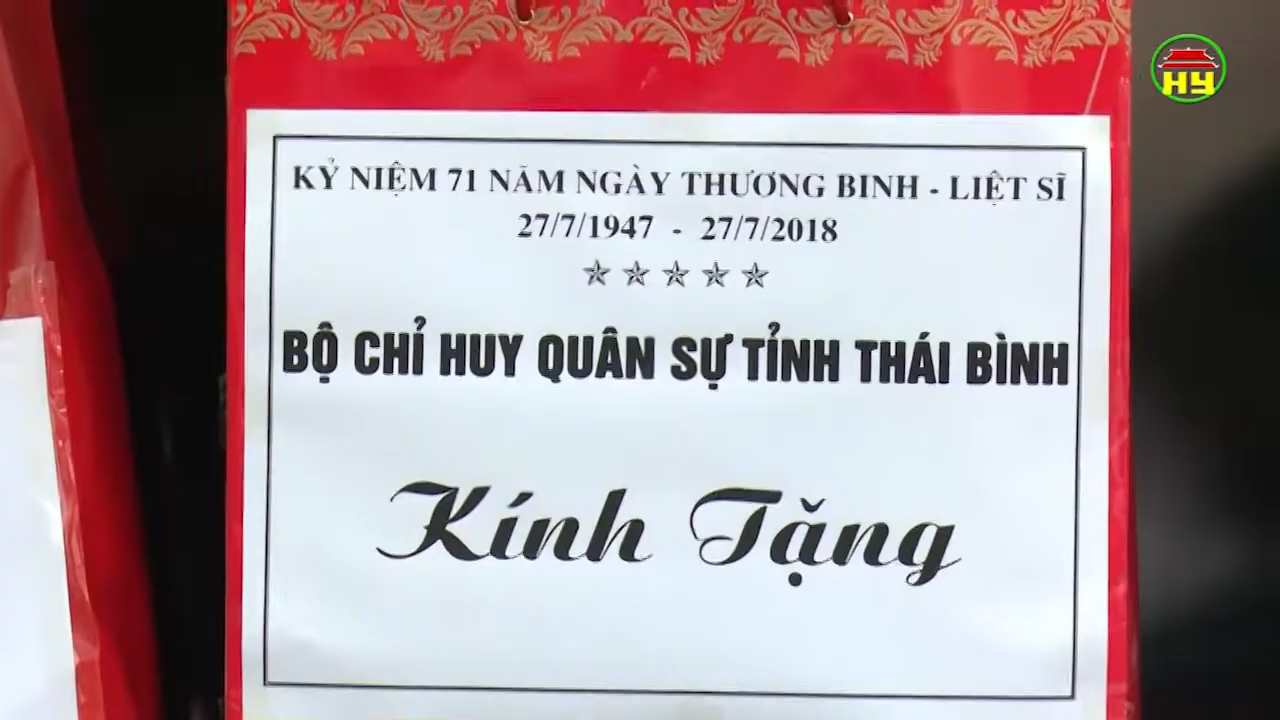 HY
KỶ NIỆM 71 NĂM NGÀY THƯƠNG BINH - LIỆT SĨ
27/7/1947 - 27/7/2018
BỘ CHỈ HUY QUÂN SỰ TỈNH THÁI BÌNH
Kính Tặng